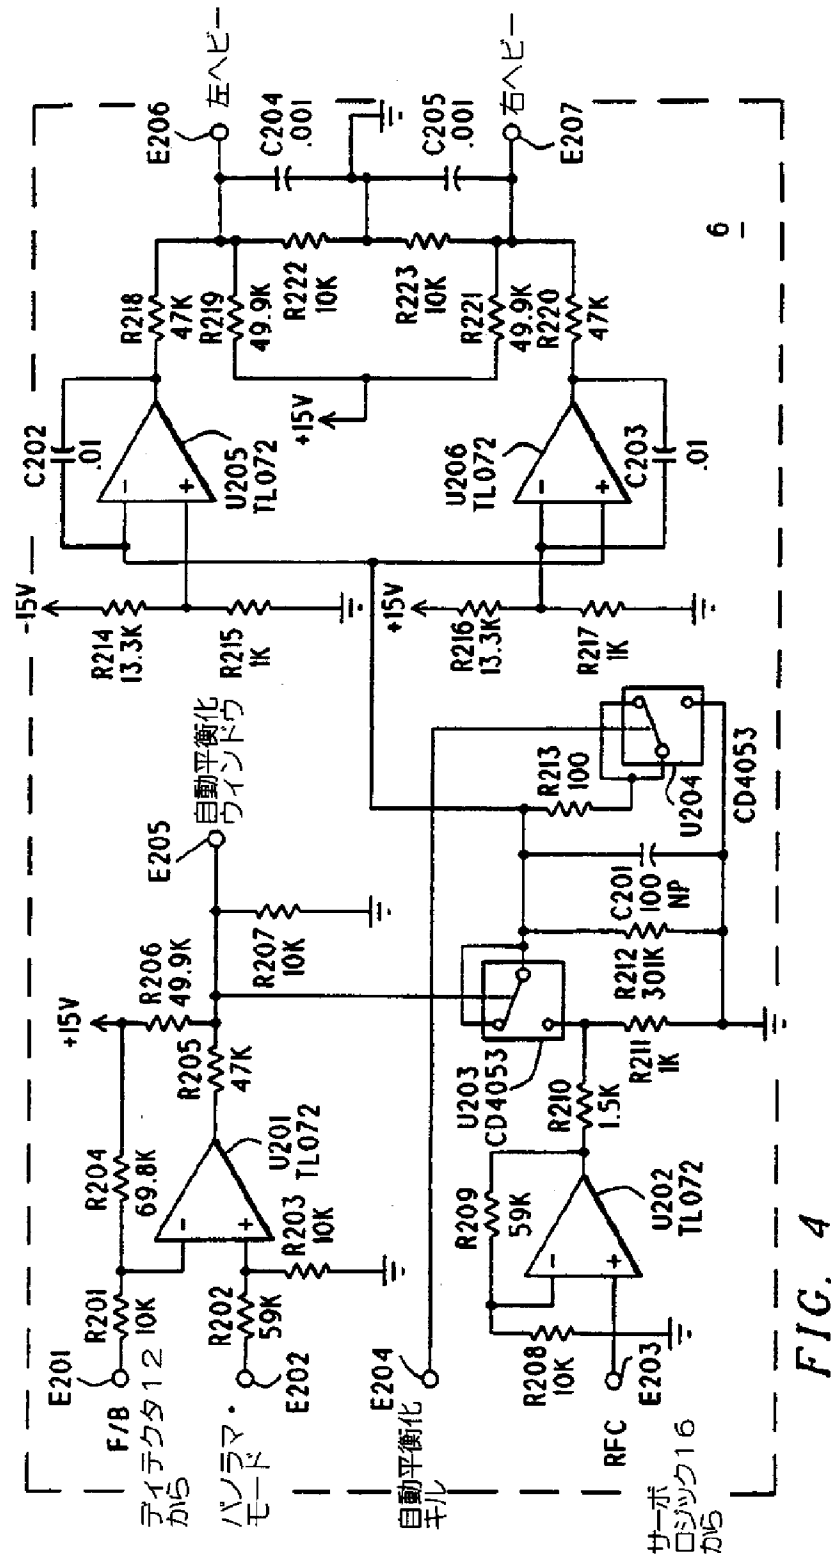 E201
F/B
ディテクタ12
から
R201
10K
R204
69.8K
+15V
R206
49.9K
R205
47K
U201
TL072
R202
59K
R203
10K
E202
パノラマ・
モード
R207
10K
E205
自動平衡化
ウィンドウ
E204
自動平衡化
キル
R209
59K
R208
10K
U202
TL072
RFC
E203
サーボ
ロジック16
から
U203
CD4053
R210
1.5K
R211
1K
R212
301K
C201
100
NP
R213
100
U204
CD4053
-15V
R214
13.3K
R215
1K
C202
.01
U205
TL072
+15V
R216
13.3K
R217
1K
U206
TL072
C203
.01
R218
47K
R219
49.9K
+15V
R222
10K
R223
10K
R221
49.9K
R220
47K
E206
左ヘビー
C204
.001
C205
.001
右ヘビー
E207
6
FIG. 4